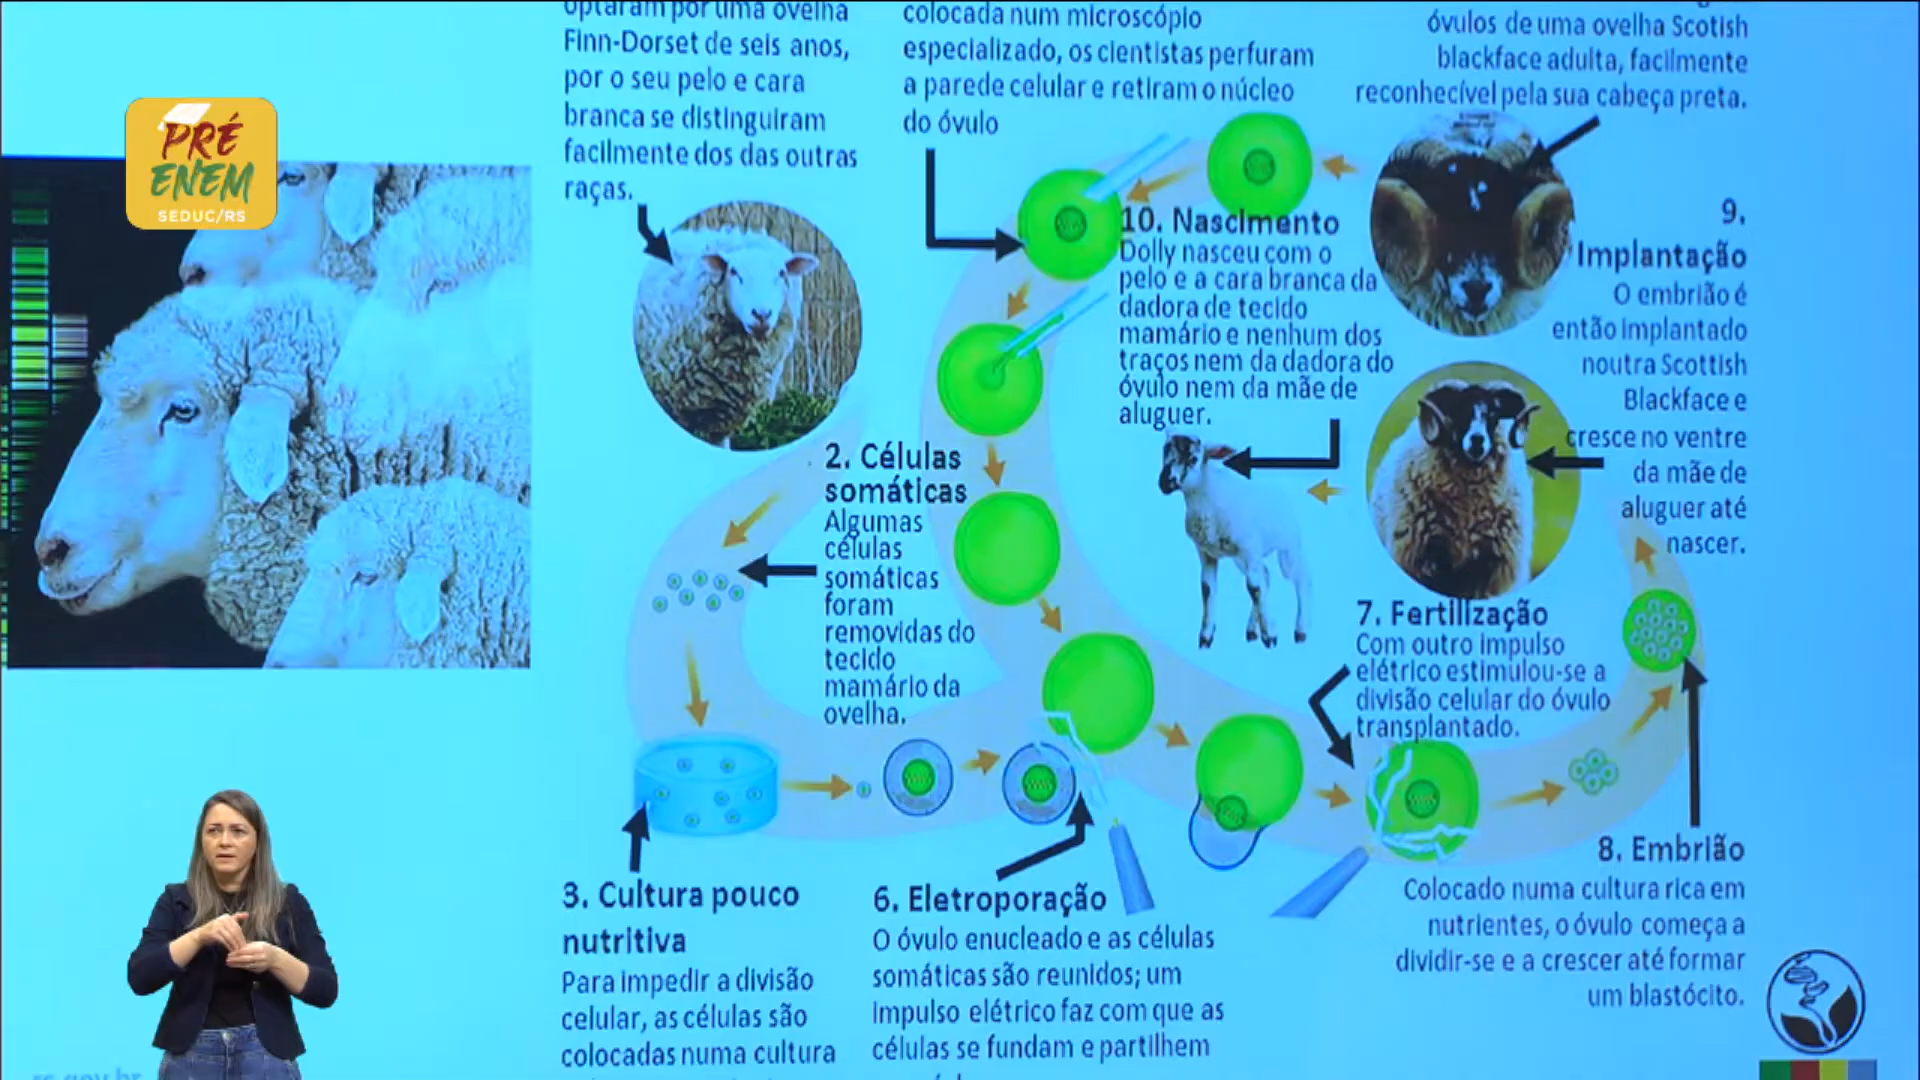 PRÉ
ENEM
SEDUC/RS
optaram por uma ovelha
Finn-Dorset de seis anos,
por o seu pelo e cara
branca se distinguiram
facilmente dos das outras
raças.
colocada num microscópio
especializado, os cientistas perfuram
a parede celular e retiram o núcleo
do óvulo
óvulos de uma ovelha Scotish
blackface adulta, facilmente
reconhecível pela sua cabeça preta.
10. Nascimento
Dolly nasceu com o
pelo e a cara branca da
dadora de tecido
mamário e nenhum dos
traços nem da dadora do
óvulo nem da mãe de
aluguer.
9.
Implantação
O embrião é
então implantado
noutra Scottish
Blackface e
cresce no ventre
da mãe de
aluguer até
nascer.
2. Células
somáticas
Algumas
células
somáticas
foram
removidas do
tecido
mamário da
ovelha.
7. Fertilização
Com outro impulso
elétrico estimulou-se a
divisão celular do óvulo
transplantado.
3. Cultura pouco
nutritiva
Para impedir a divisão
celular, as células são
colocadas numa cultura
6. Eletroporação
O óvulo enucleado e as células
somáticas são reunidos; um
impulso elétrico faz com que as
células se fundam e partilhem
8. Embrião
Colocado numa cultura rica em
nutrientes, o óvulo começa a
dividir-se e a crescer até formar
um blastócito.
rs.gov.br